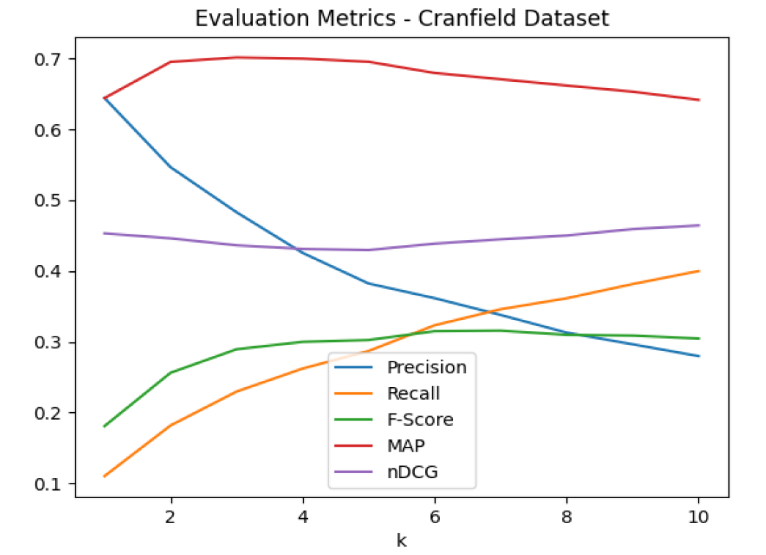 Evaluation Metrics - Cranfield Dataset
0.7
0.6
0.5
0.4
0.3
0.2
0.1
Precision
Recall
F-Score
MAP
nDCG
2 4 6 8 10
k